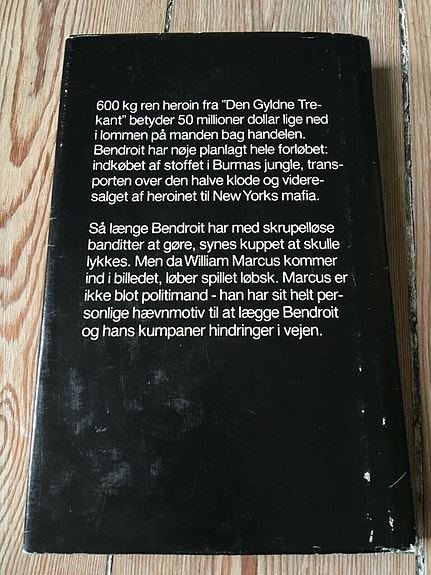 600 kg ren heroin fra "Den Gyldne Tre-
kant" betyder 50 millioner dollar lige ned
i lommen på manden bag handelen.
Bendroit har nøje planlagt hele forløbet:
indkøbet af stoffet i Burmas jungle, trans-
porten over den halve klode og videre-
salget af heroinet til New Yorks mafia.
Så længe Bendroit har med skrupelløse
banditter at gøre, synes kuppet at skulle
lykkes. Men da William Marcus kommer
ind i billedet, løber spillet løbsk. Marcus er
ikke blot politimand - han har sit helt per-
sonlige hævnmotiv til at lægge Bendroit
og hans kumpaner hindringer i vejen.